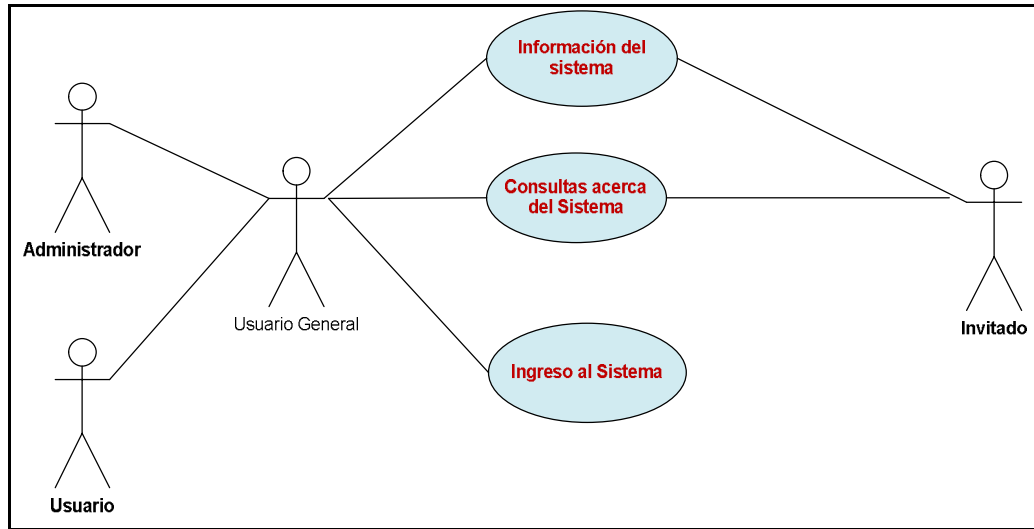 Información del
sistema
Consultas acerca
del Sistema
Administrador
Usuario General
Invitado
Ingreso al Sistema
Usuario